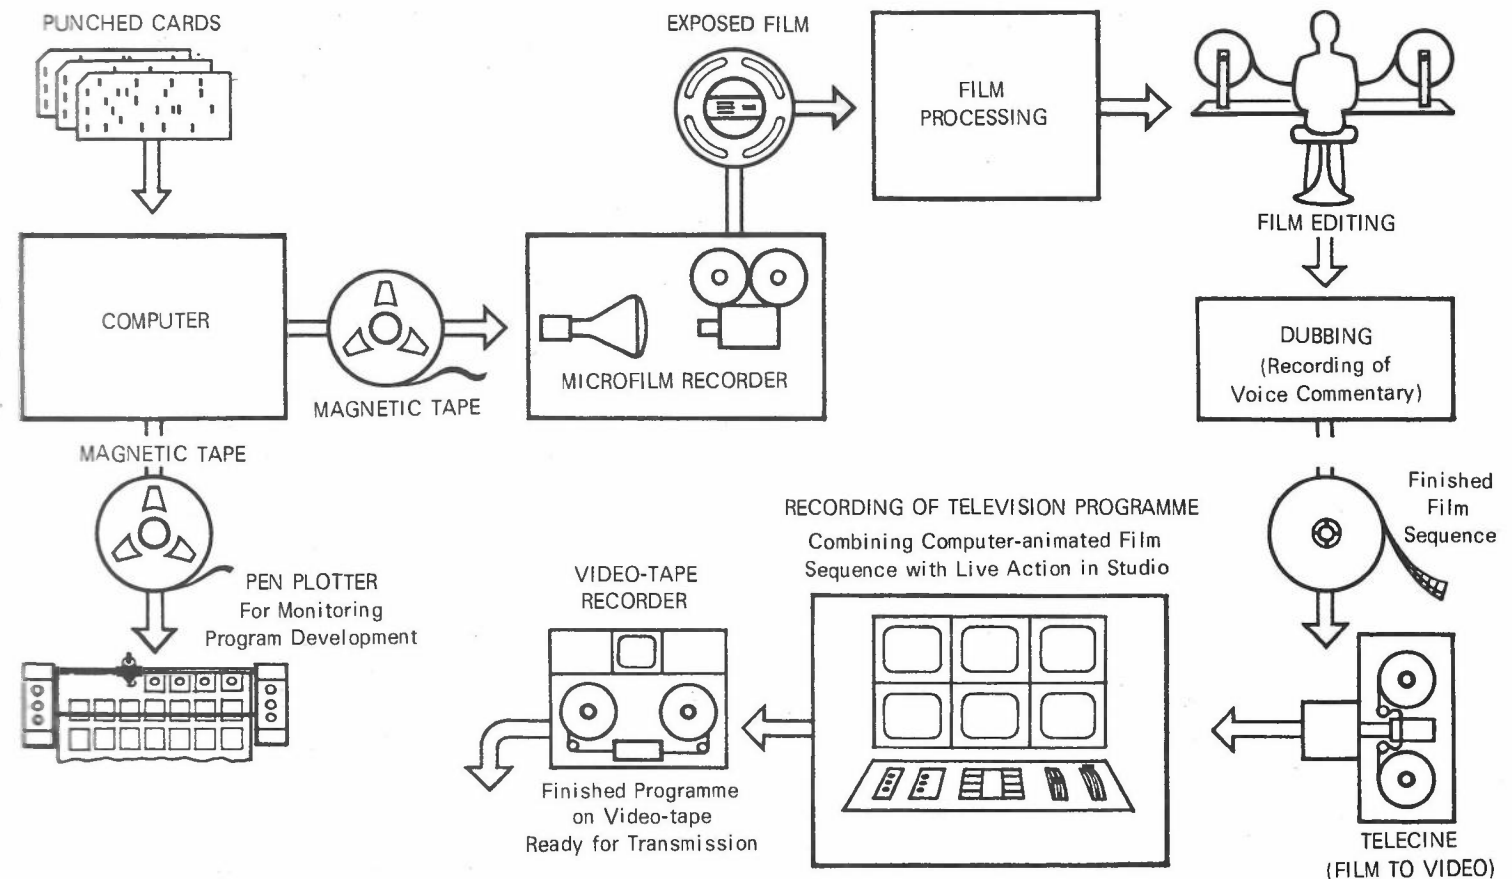 PUNCHED CARDS
EXPOSED FILM
FILM
PROCESSING
FILM EDITING
COMPUTER
MAGNETIC TAPE
MICROFILM RECORDER
DUBBING
(Recording of
Voice Commentary)
MAGNETIC TAPE
PEN PLOTTER
For Monitoring
Program Development
Finished
Film
Sequence
TELECINE
(FILM TO VIDEO)
RECORDING OF TELEVISION PROGRAMME
Combining Computer-animated Film
Sequence with Live Action in Studio
VIDEO-TAPE
RECORDER
Finished Programme
on Video-tape
Ready for Transmission